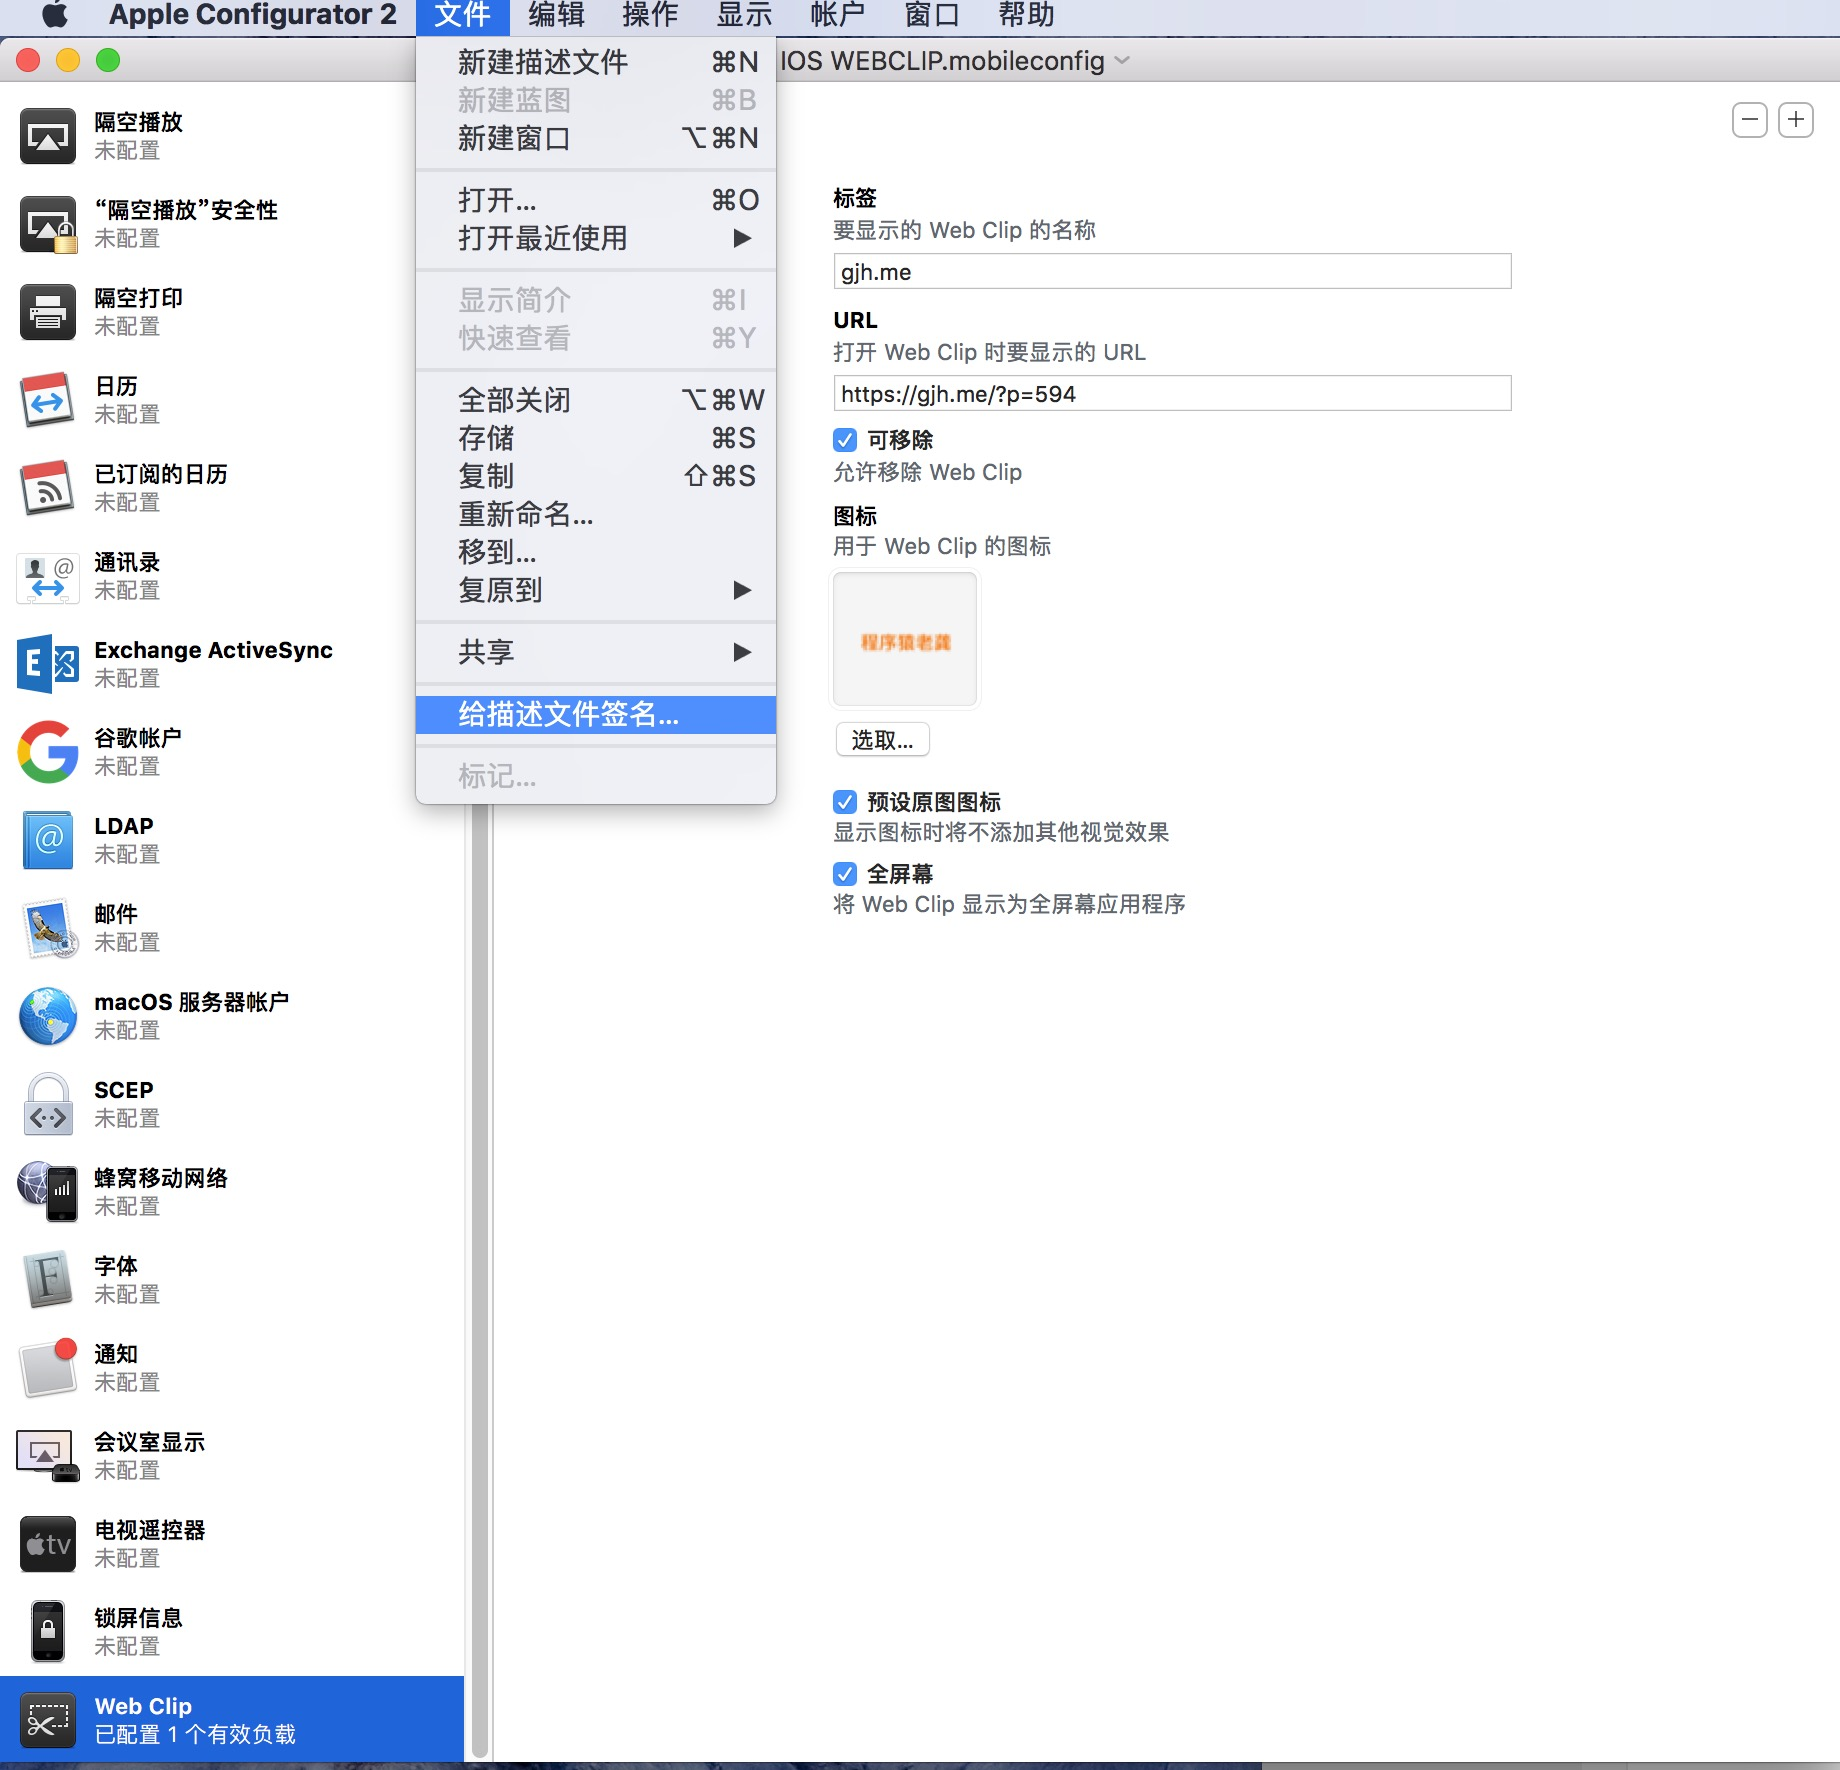 Apple Configurator 2 文件 编辑 操作 显示 帐户 窗口 帮助
IOS WEBCLIP.mobileconfig
新建描述文件 ⌘N
新建蓝图 ⌘B
新建窗口 ⌥⌘N
打开... ⌘O
打开最近使用 ▶
显示简介 ⌘I
快速查看 ⌘Y
全部关闭 ⌥⌘W
存储 ⌘S
复制 ⇧⌘S
重新命名...
移到...
复原到 ▶
共享 ▶
给描述文件签名...
标记...
隔空播放
未配置
“隔空播放”安全性
未配置
隔空打印
未配置
日历
未配置
已订阅的日历
未配置
通讯录
未配置
Exchange ActiveSync
未配置
谷歌帐户
未配置
LDAP
未配置
邮件
未配置
macOS 服务器帐户
未配置
SCEP
未配置
蜂窝移动网络
未配置
字体
未配置
通知
未配置
会议室显示
未配置
tv
电视遥控器
未配置
锁屏信息
未配置
Web Clip
已配置 1 个有效负载
标签
要显示的 Web Clip 的名称
gjh.me
URL
打开 Web Clip 时要显示的 URL
https://gjh.me/?p=594
可移除
允许移除 Web Clip
图标
用于 Web Clip 的图标
程序猿老龚
选取...
预设原图图标
显示图标时将不添加其他视觉效果
全屏幕
将 Web Clip 显示为全屏幕应用程序